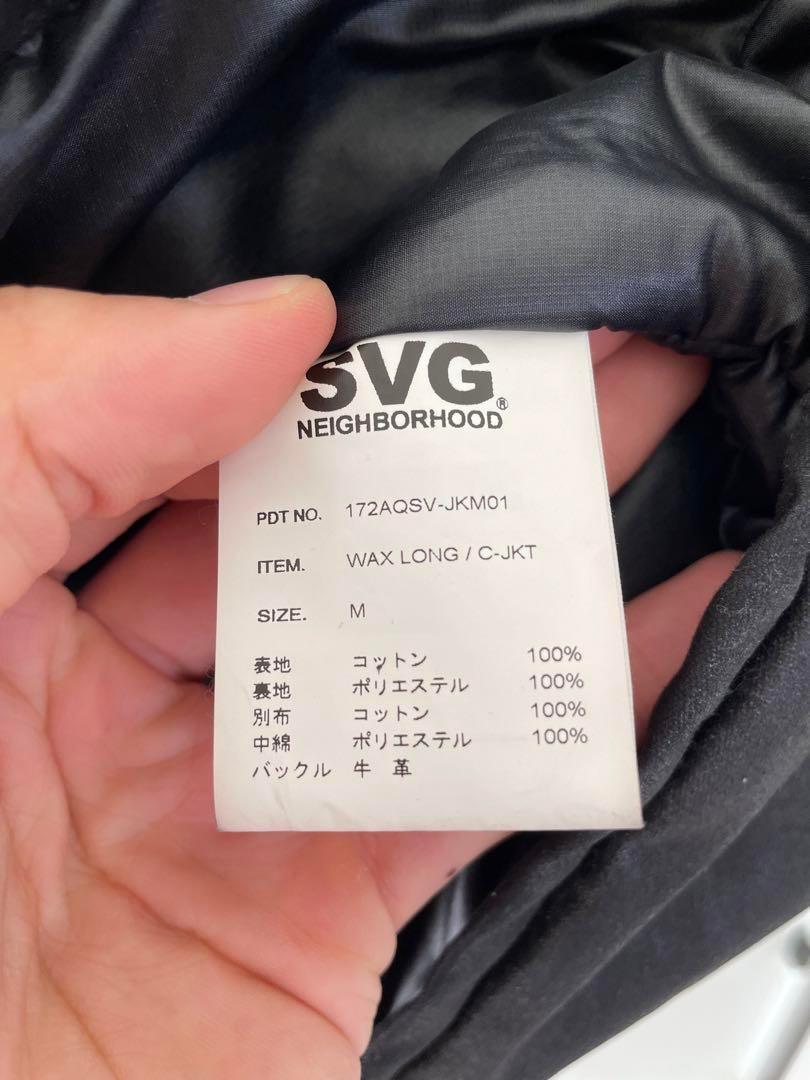 SVG
NEIGHBORHOOD®
PDT NO. 172AQSV-JKM01
ITEM. WAX LONG / C-JKT
SIZE. M
表地 コットン 100%
裏地 ポリエステル 100%
別布 コットン 100%
中綿 ポリエステル 100%
バックル 牛 革